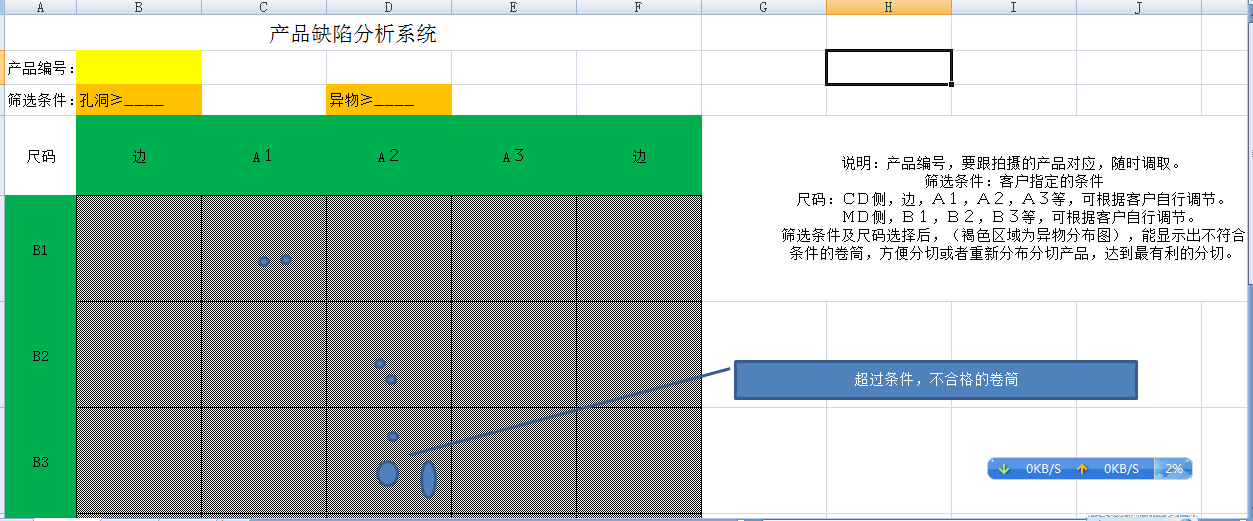 A B C D E F G H I J
产品缺陷分析系统
产品编号:
筛选条件: 孔洞≥____ 异物≥____
尺码 边 A1 A2 A3 边
说明：产品编号，要跟拍摄的产品对应，随时调取。
筛选条件：客户指定的条件
尺码：CD侧，边，A1，A2，A3等，可根据客户自行调节。
MD侧，B1，B2，B3等，可根据客户自行调节。
筛选条件及尺码选择后，（褐色区域为异物分布图），能显示出不符合
条件的卷筒，方便分切或者重新分布分切产品，达到最有利的分切。
B1
B2
超过条件，不合格的卷筒
B3
0KB/S 0KB/S 2%